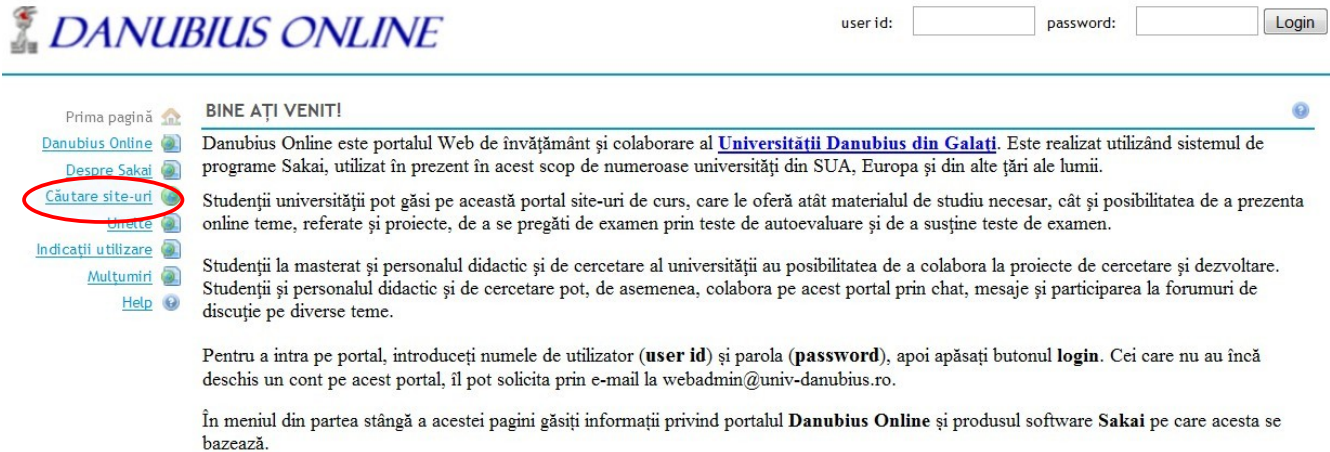 DANUBIUS ONLINE
user id:
password:
Login
Prima pagină
Danubius Online
Despre Sakai
Căutare site-uri
Unelte
Indicații utilizare
Mulțumiri
Help
BINE AȚI VENIT!
Danubius Online este portalul Web de învățământ și colaborare al Universității Danubius din Galați. Este realizat utilizând sistemul de
programe Sakai, utilizat în prezent în acest scop de numeroase universități din SUA, Europa și din alte țări ale lumii.
Studenții universității pot găsi pe această portal site-uri de curs, care le oferă atât materialul de studiu necesar, cât și posibilitatea de a prezenta
online teme, referate și proiecte, de a se pregăti de examen prin teste de autoevaluare și de a susține teste de examen.
Studenții la masterat și personalul didactic și de cercetare al universității au posibilitatea de a colabora la proiecte de cercetare și dezvoltare.
Studenții și personalul didactic și de cercetare pot, de asemenea, colabora pe acest portal prin chat, mesaje și participarea la forumuri de
discuție pe diverse teme.
Pentru a intra pe portal, introduceți numele de utilizator (user id) și parola (password), apoi apăsați butonul login. Cei care nu au încă
deschis un cont pe acest portal, îl pot solicita prin e-mail la webadmin@univ-danubius.ro.
În meniul din partea stângă a acestei pagini găsiți informații privind portalul Danubius Online și produsul software Sakai pe care acesta se
bazează.